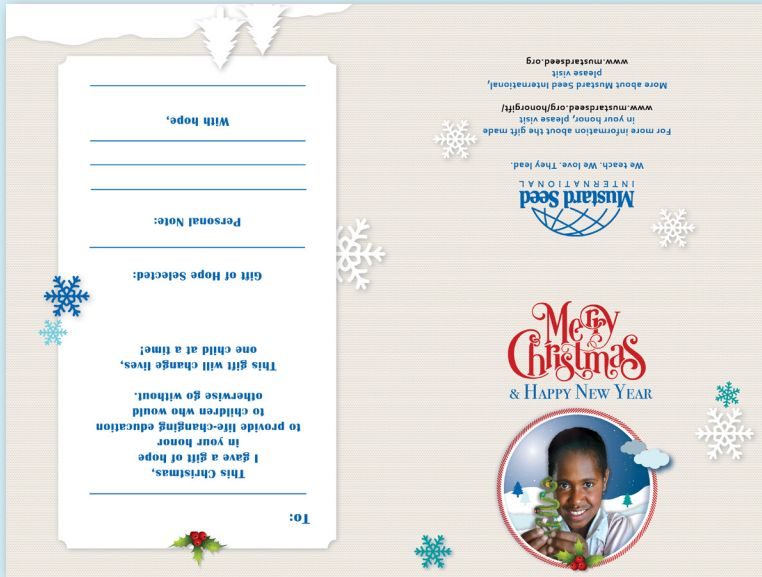 To:
This Christmas,
I gave a gift of hope
in your honor
to provide life-changing education
to children who would
otherwise go without.
This gift will change lives,
one child at a time!
Gift of Hope Selected:
Personal Note:
With hope,
Mustard Seed
INTERNATIONAL
We teach. We love. They lead.
For more information about the gift made
in your honor, please visit
www.mustardseed.org/honorgift/
More about Mustard Seed International,
please visit
www.mustardseed.org
Merry
Christmas
& HAPPY NEW YEAR